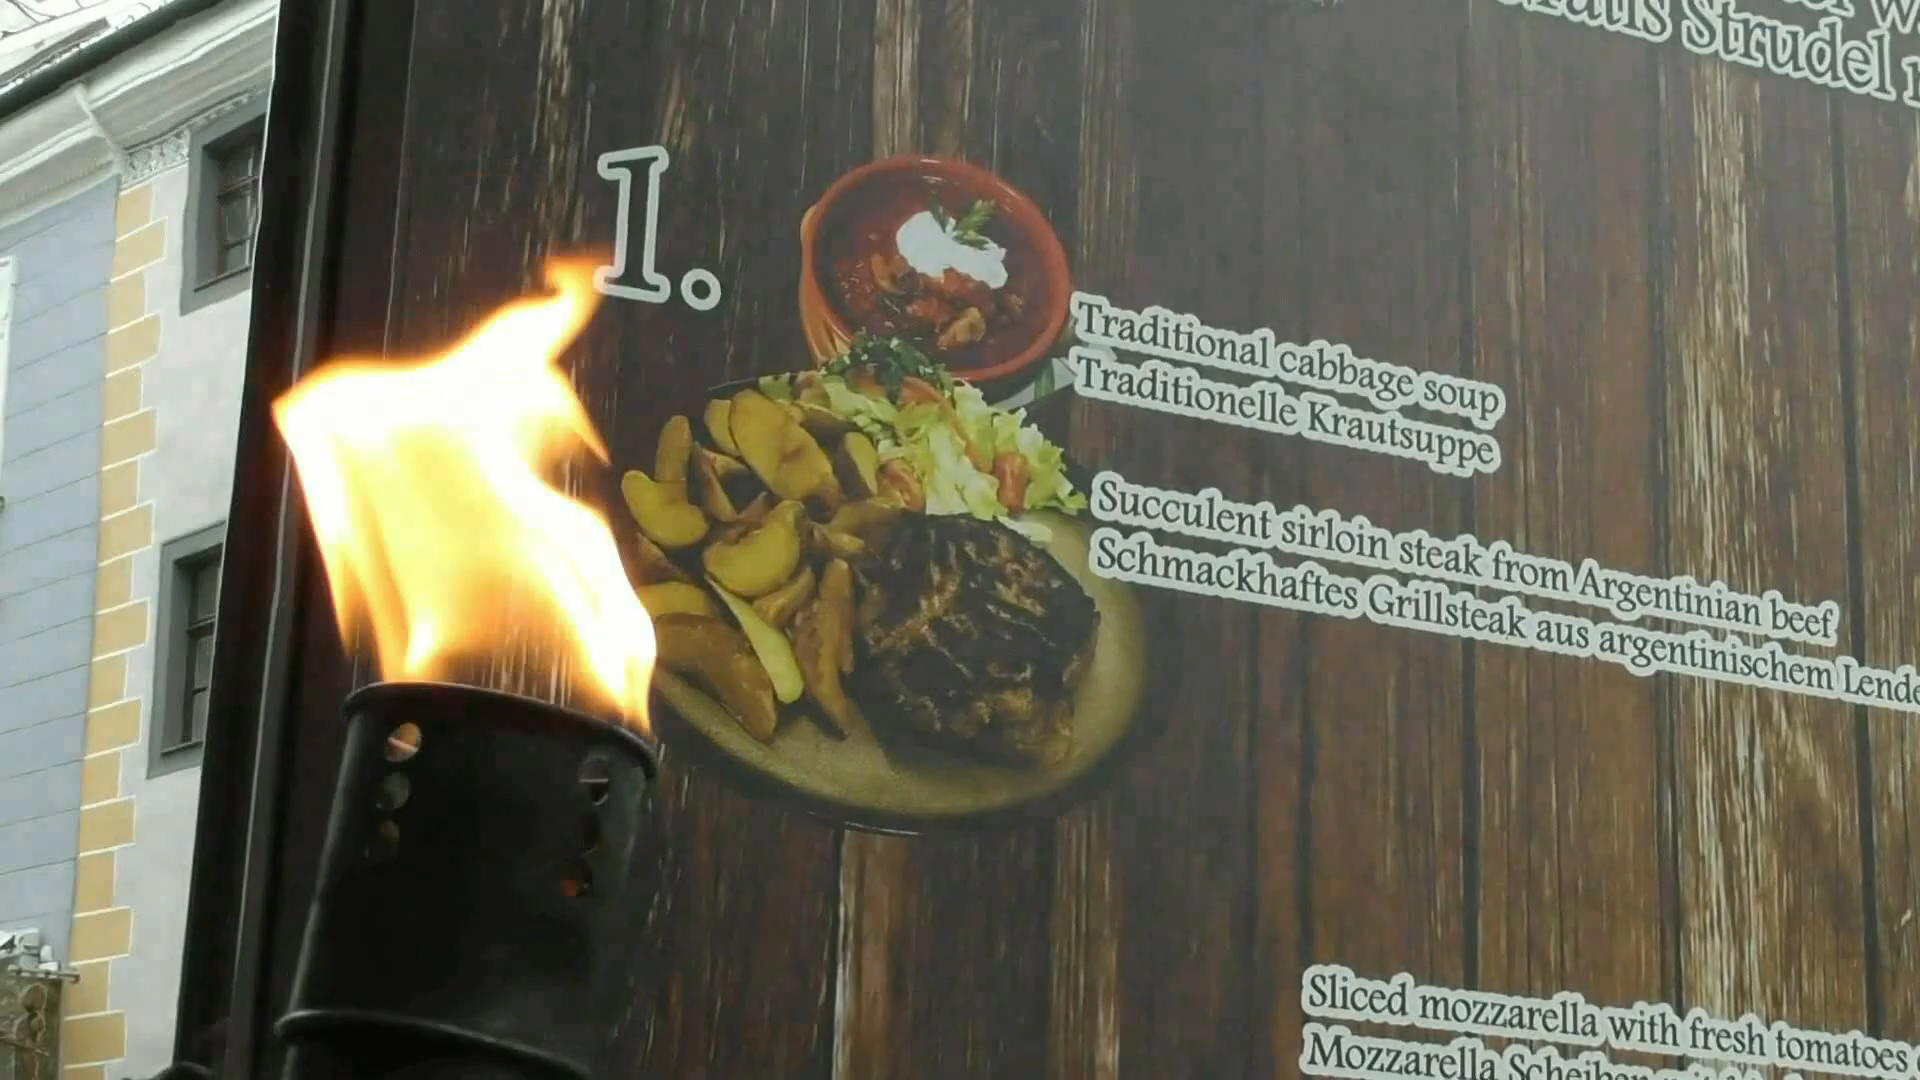 Strudel
I.
Traditional cabbage soup
Traditionelle Krautsuppe
Succulent sirloin steak from Argentinian beef
Schmackhaftes Grillsteak aus argentinischem
Sliced mozzarella with fresh tomatoes
Mozzarella